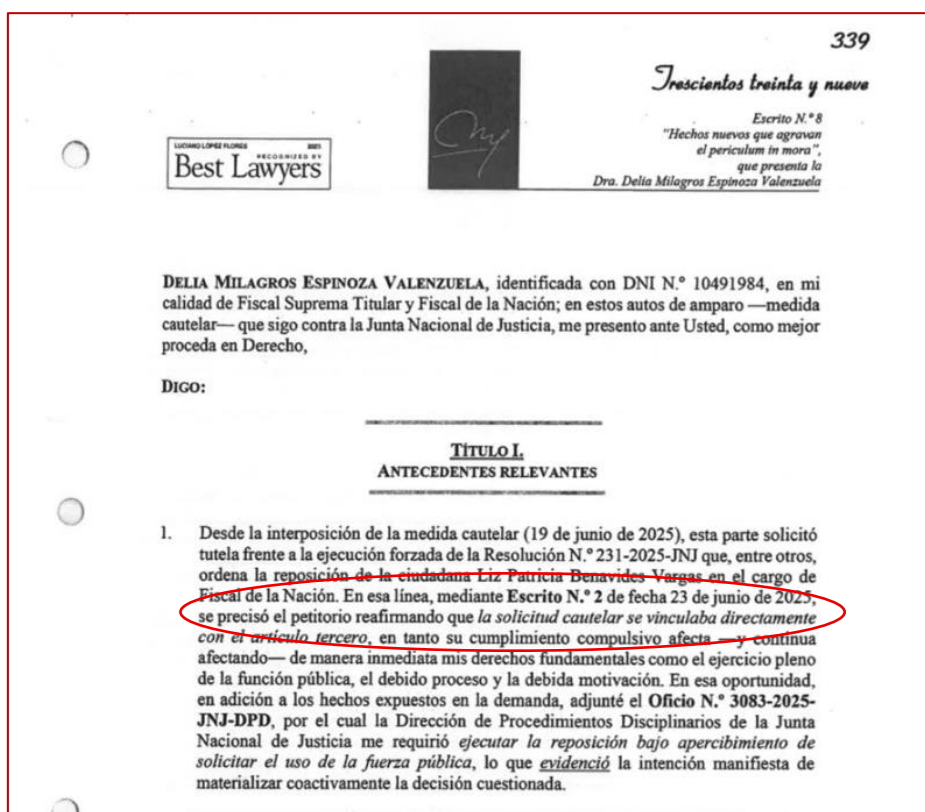 339
Trescientos treinta y nueve
Escrito N.° 8
"Hechos nuevos que agravan
el periculum in mora",
que presenta la
Dra. Delia Milagros Espinoza Valenzuela
LUCIANO LÓPEZ FLORES 2025
RECOGNIZED BY
Best Lawyers
DELIA MILAGROS ESPINOZA VALENZUELA, identificada con DNI N.° 10491984, en mi
calidad de Fiscal Suprema Titular y Fiscal de la Nación; en estos autos de amparo —medida
cautelar— que sigo contra la Junta Nacional de Justicia, me presento ante Usted, como mejor
proceda en Derecho,
DIGO:
TÍTULO I.
ANTECEDENTES RELEVANTES
1. Desde la interposición de la medida cautelar (19 de junio de 2025), esta parte solicitó
tutela frente a la ejecución forzada de la Resolución N.° 231-2025-JNJ que, entre otros,
ordena la reposición de la ciudadana Liz Patricia Benavides Vargas en el cargo de
Fiscal de la Nación. En esa línea, mediante Escrito N.° 2 de fecha 23 de junio de 2025,
se precisó el petitorio reafirmando que la solicitud cautelar se vinculaba directamente
con el artículo tercero, en tanto su cumplimiento compulsivo afecta —y continua
afectando— de manera inmediata mis derechos fundamentales como el ejercicio pleno
de la función pública, el debido proceso y la debida motivación. En esa oportunidad,
en adición a los hechos expuestos en la demanda, adjunté el Oficio N.° 3083-2025-
JNJ-DPD, por el cual la Dirección de Procedimientos Disciplinarios de la Junta
Nacional de Justicia me requirió ejecutar la reposición bajo apercibimiento de
solicitar el uso de la fuerza pública, lo que evidenció la intención manifiesta de
materializar coactivamente la decisión cuestionada.